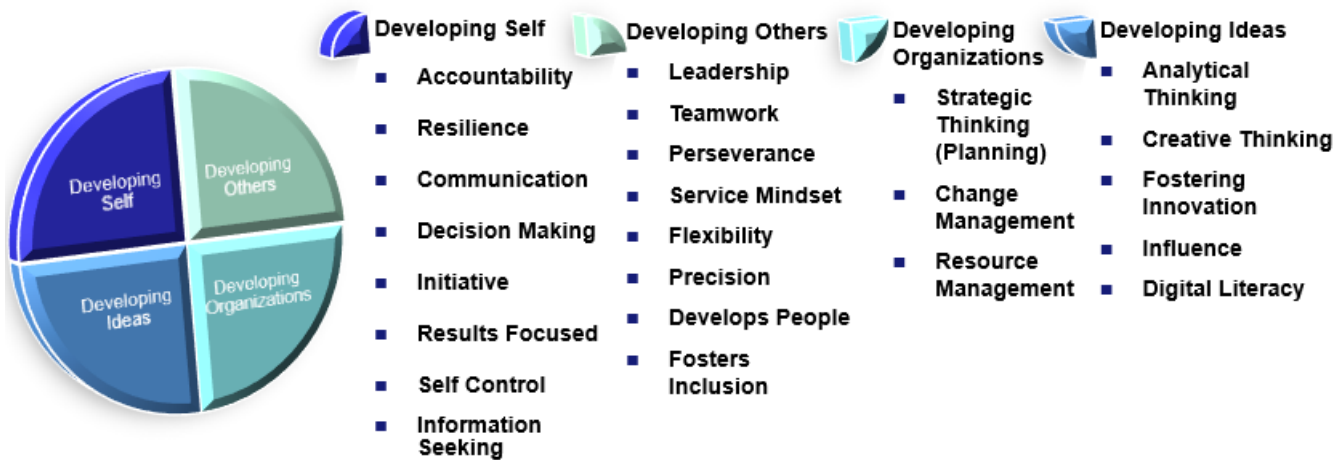 Developing
Self
Developing
Others
Developing
Ideas
Developing
Organizations
Developing Self
Accountability
Resilience
Communication
Decision Making
Initiative
Results Focused
Self Control
Information
Seeking
Developing Others
Leadership
Teamwork
Perseverance
Service Mindset
Flexibility
Precision
Develops People
Fosters
Inclusion
Developing
Organizations
Strategic
Thinking
(Planning)
Change
Management
Resource
Management
Developing Ideas
Analytical
Thinking
Creative Thinking
Fostering
Innovation
Influence
Digital Literacy